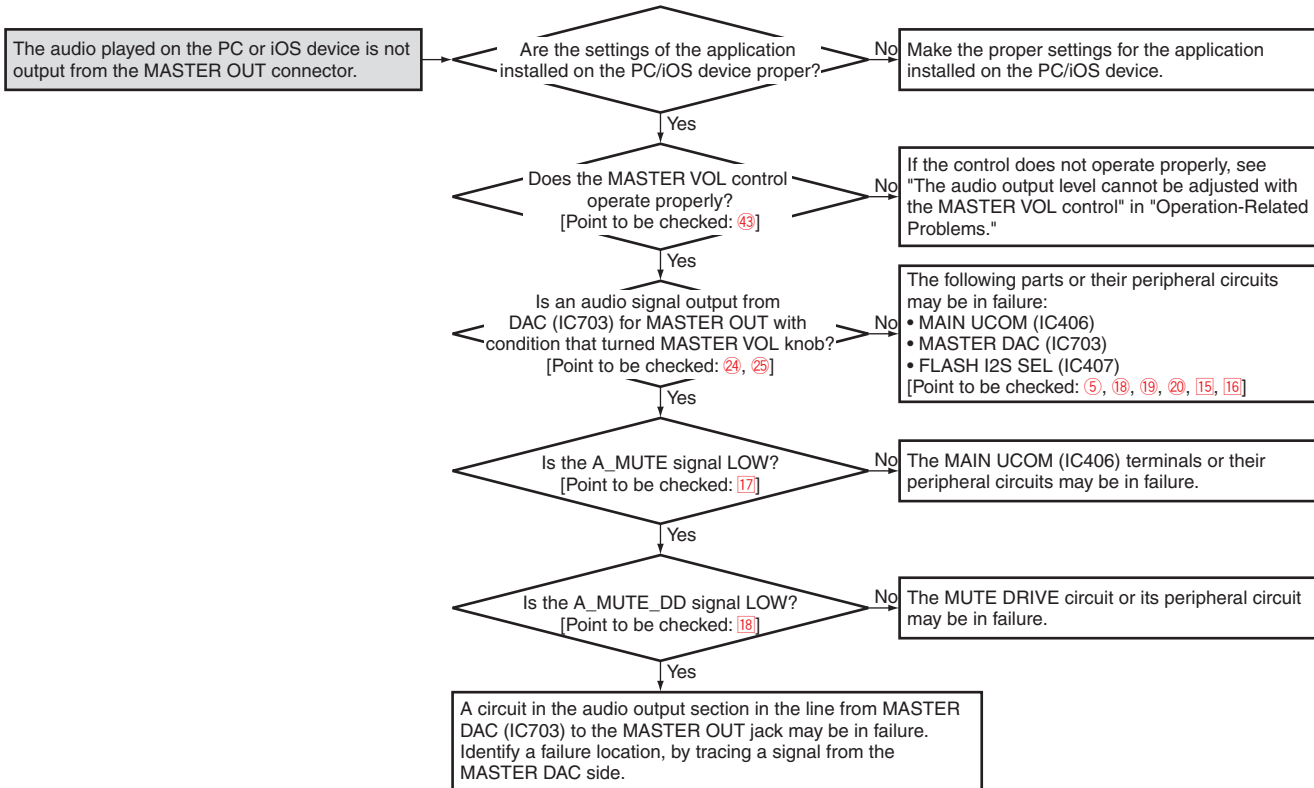 The audio played on the PC or iOS device is not
output from the MASTER OUT connector.
Are the settings of the application
installed on the PC/iOS device proper?
No
Make the proper settings for the application
installed on the PC/iOS device.
Yes
Does the MASTER VOL control
operate properly?
[Point to be checked: ㊸]
No
If the control does not operate properly, see
"The audio output level cannot be adjusted with
the MASTER VOL control" in "Operation-Related
Problems."
Yes
Is an audio signal output from
DAC (IC703) for MASTER OUT with
condition that turned MASTER VOL knob?
[Point to be checked: ㉔, ㉕]
No
The following parts or their peripheral circuits
may be in failure:
• MAIN UCOM (IC406)
• MASTER DAC (IC703)
• FLASH I2S SEL (IC407)
[Point to be checked: ⑤, ⑱, ⑲, ⑳, 15, 16]
Yes
Is the A_MUTE signal LOW?
[Point to be checked: 17]
No
The MAIN UCOM (IC406) terminals or their
peripheral circuits may be in failure.
Yes
Is the A_MUTE_DD signal LOW?
[Point to be checked: 18]
No
The MUTE DRIVE circuit or its peripheral circuit
may be in failure.
Yes
A circuit in the audio output section in the line from MASTER
DAC (IC703) to the MASTER OUT jack may be in failure.
Identify a failure location, by tracing a signal from the
MASTER DAC side.